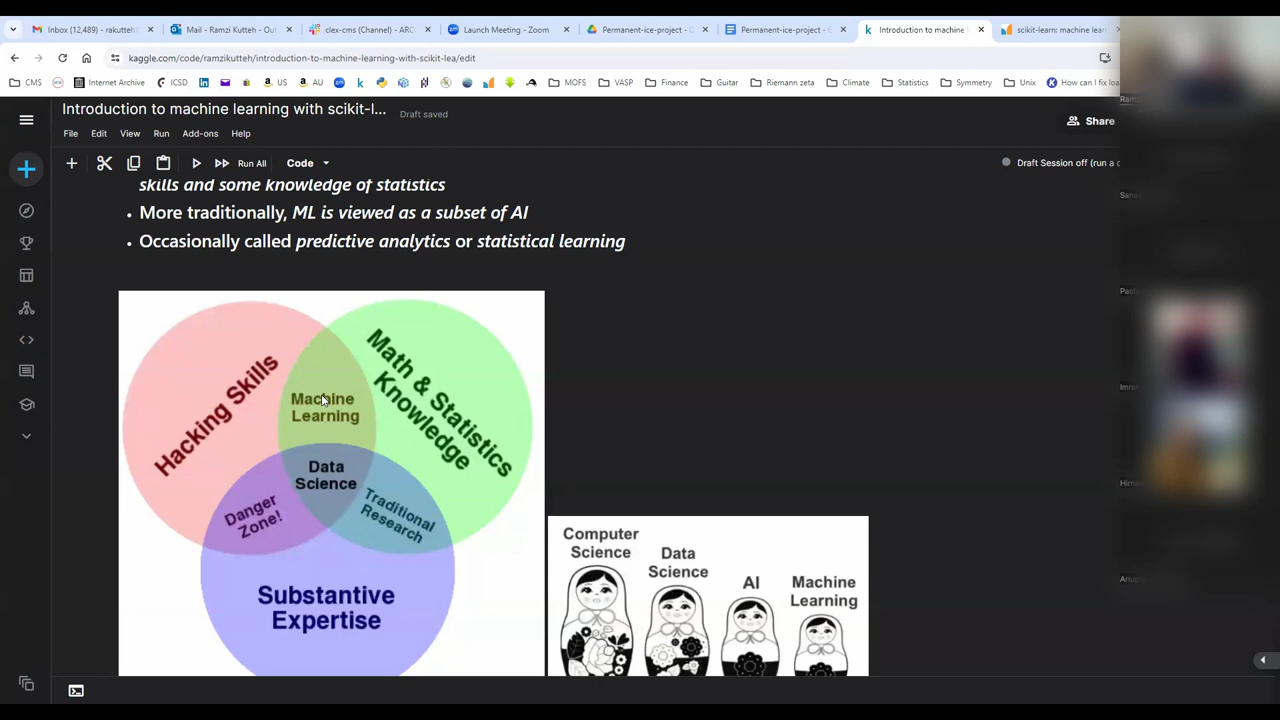 Inbox (12,489) - rakutteh
Mail - Ramzi Kutteh - Out
clex-cms (Channel) - ARC
Launch Meeting - Zoom
Permanent-ice-project - G
Permanent-ice-project - G
Introduction to machine l
scikit-learn: machine lear
kaggle.com/code/ramzikutteh/introduction-to-machine-learning-with-scikit-lea/edit
CMS
Internet Archive
ICSD
US
AU
MOFS
VASP
Finance
Guitar
Riemann zeta
Climate
Statistics
Symmetry
Unix
How can I fix loa
Introduction to machine learning with scikit-l...
Draft saved
File Edit View Run Add-ons Help
Share
Run All
Code
Draft Session off (run a c
skills and some knowledge of statistics
• More traditionally, ML is viewed as a subset of AI
• Occasionally called predictive analytics or statistical learning
Hacking Skills
Math & Statistics
Knowledge
Machine
Learning
Data
Science
Danger
Zone!
Traditional
Research
Substantive
Expertise
Computer
Science
Data
Science
AI
Machine
Learning
Sana
Paola
Imra
Hima
Anup